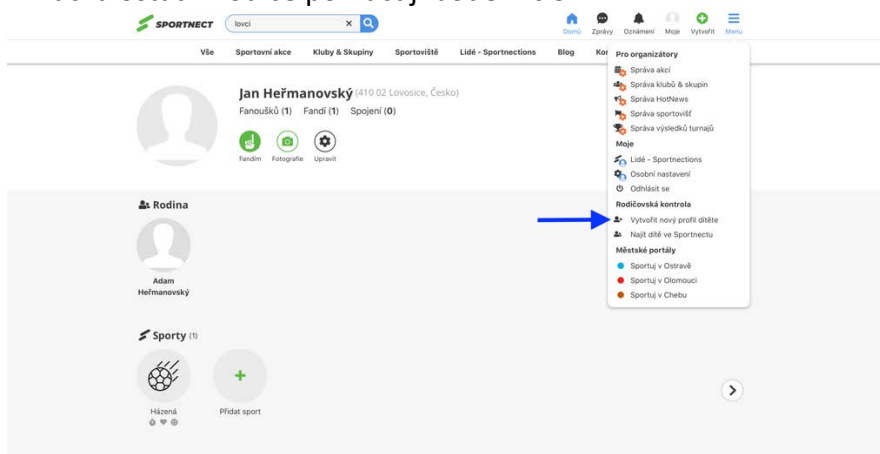 SPORTNECT
lovci
Domů Zprávy Oznámení Moje Vytvořit Menu
Vše Sportovní akce Kluby & Skupiny Sportoviště Lidé - Sportnections Blog
Pro organizátory
Správa akcí
Správa klubů & skupin
Správa HotNews
Správa sportovišť
Správa výsledků turnajů
Moje
Lidé - Sportnections
Osobní nastavení
Odhlásit se
Rodičovská kontrola
Vytvořit nový profil dítěte
Najít dítě ve Sportnectu
Městské portály
Sportuj v Ostravě
Sportuj v Olomouci
Sportuj v Chebu
Jan Heřmanovský (410 02 Lovosice, Česko)
Fanoušků (1) Fandí (1) Spojení (0)
Fandím Fotografie Upravit
Rodina
Adam
Heřmanovský
Sporty (1)
Házená Přidat sport